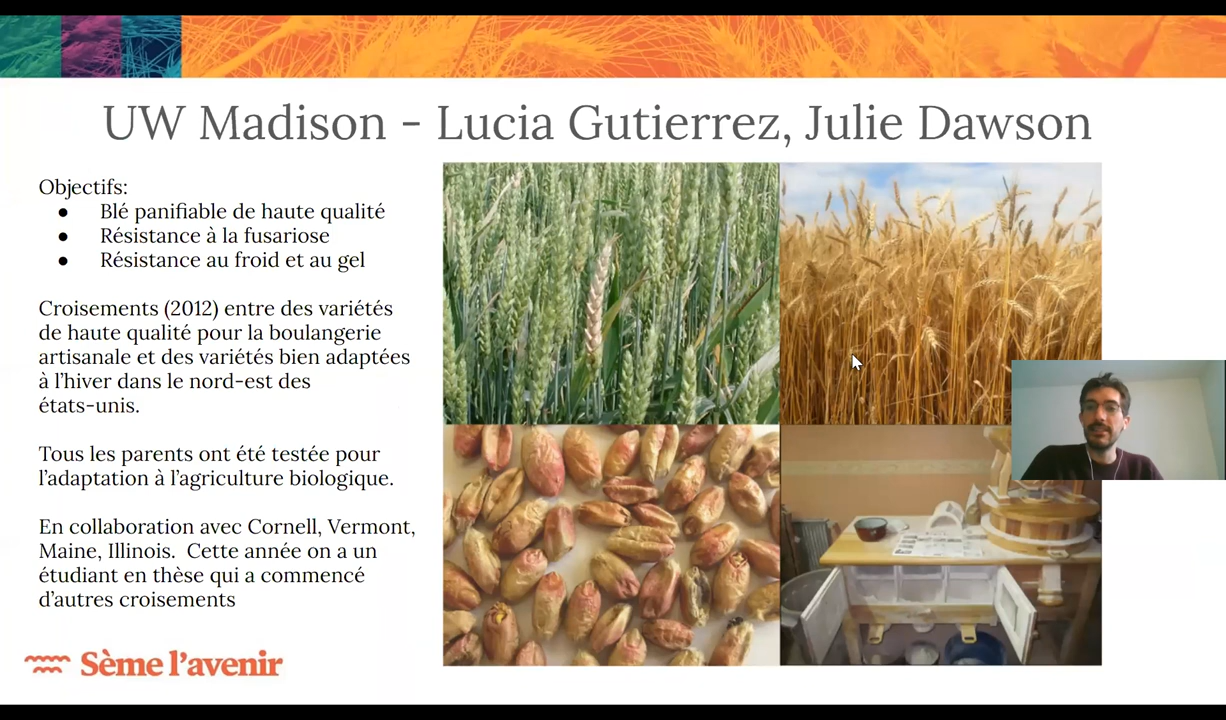 UW Madison - Lucia Gutierrez, Julie Dawson
Objectifs:
● Blé panifiable de haute qualité
● Résistance à la fusariose
● Résistance au froid et au gel
Croisements (2012) entre des variétés
de haute qualité pour la boulangerie
artisanale et des variétés bien adaptées
à l'hiver dans le nord-est des
états-unis.
Tous les parents ont été testée pour
l'adaptation à l'agriculture biologique.
En collaboration avec Cornell, Vermont,
Maine, Illinois.  Cette année on a un
étudiant en thèse qui a commencé
d'autres croisements
Sème l'avenir